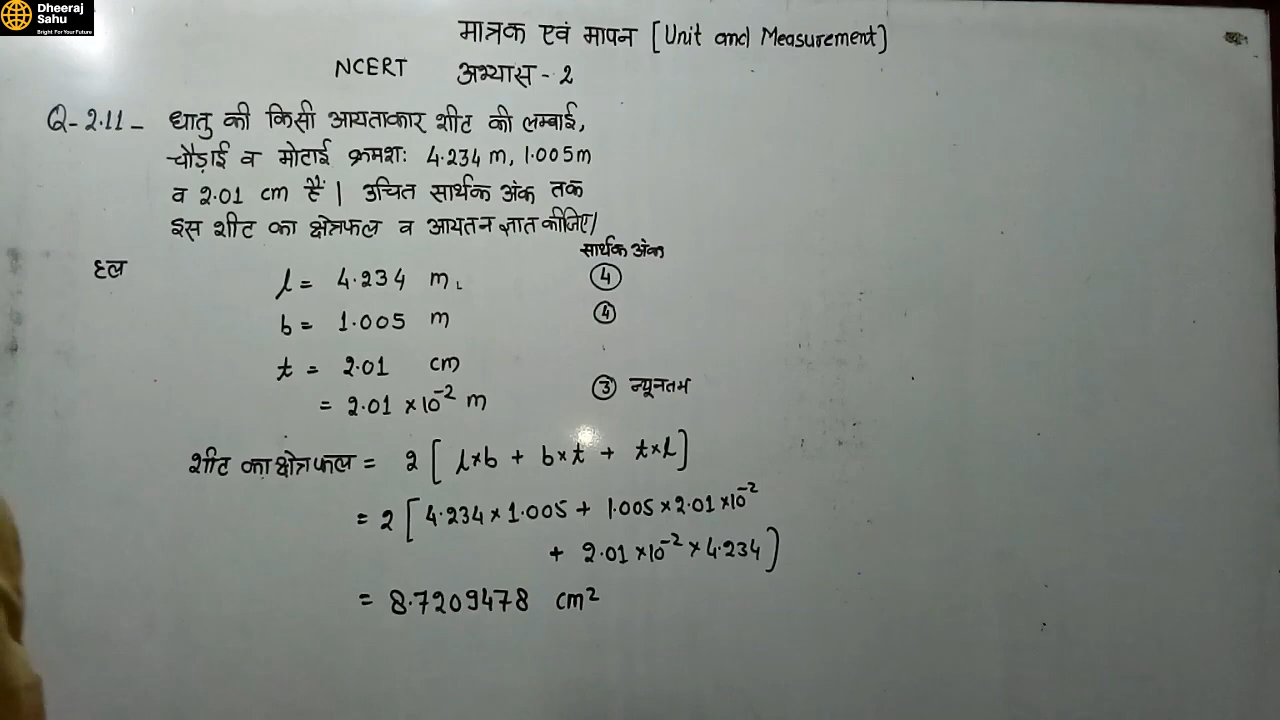 Dheeraj
Sahu
Bright For Your Future
मात्रक एवं मापन [Unit and Measurement]
NCERT अभ्यास - 2
Q-2.11- धातु की किसी आयताकार शीट की लम्बाई,
चौड़ाई व मोटाई क्रमशः 4.234 m, 1.005m
व 2.01 cm हैं। उचित सार्थक अंक तक
इस शीट का क्षेत्रफल व आयतन ज्ञात कीजिए।
सार्थक अंक
हल
l = 4.234 m. 4
b = 1.005 m 4
t = 2.01 cm
= 2.01 ×10⁻² m 3 न्यूनतम
शीट का क्षेत्रफल = 2 [ l×b + b×t + t×l ]
= 2 [ 4.234 × 1.005 + 1.005 × 2.01 ×10⁻²
+ 2.01 ×10⁻² × 4.234 ]
= 8.7209478 cm²